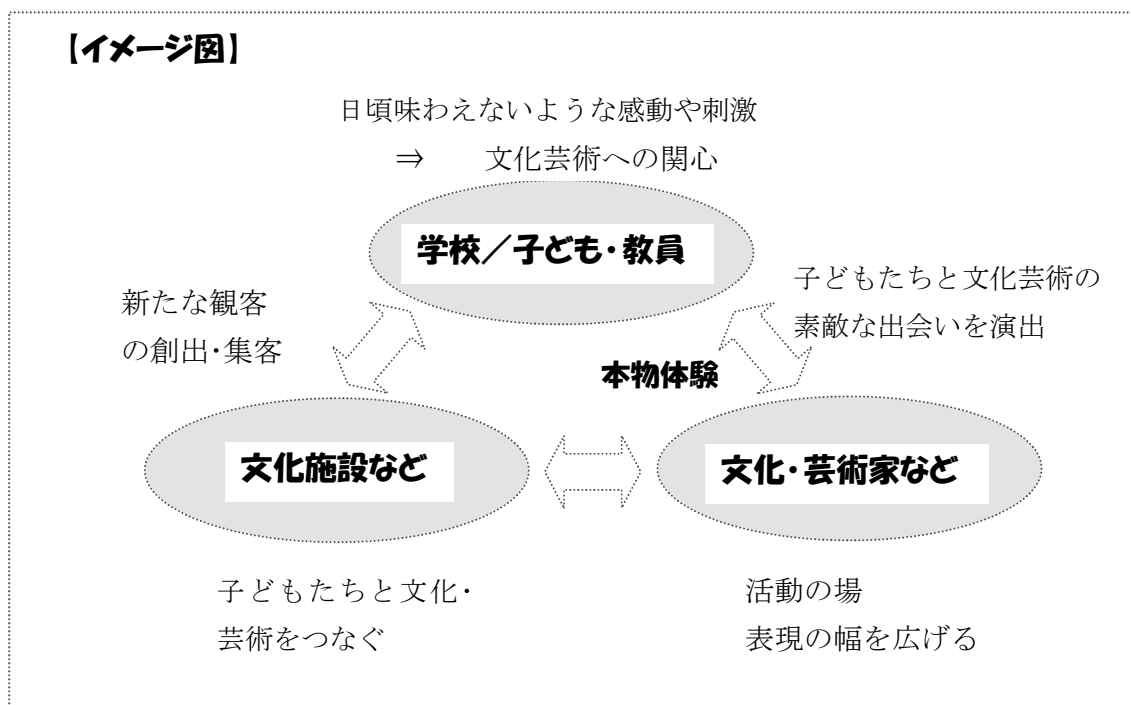 【イメージ図】
日頃味わえないような感動や刺激
⇒ 文化芸術への関心
学校／子ども・教員
新たな観客
の創出・集客
子どもたちと文化芸術の
素敵な出会いを演出
本物体験
文化施設など
文化・芸術家など
子どもたちと文化・
芸術をつなぐ
活動の場
表現の幅を広げる